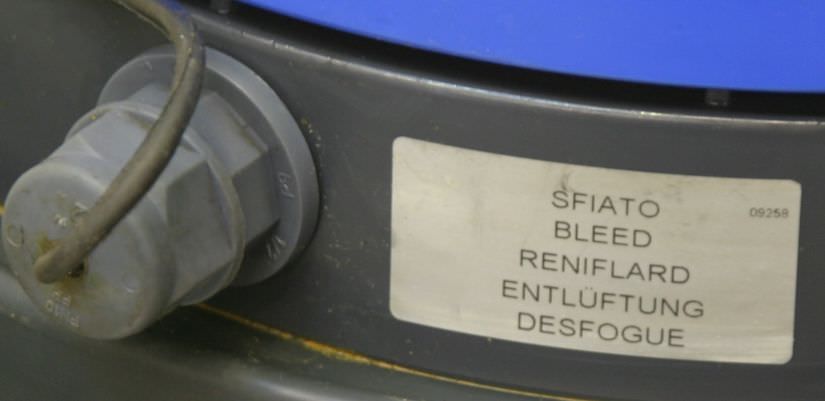 SFIATO
09258
BLEED
RENIFLARD
ENTLÜFTUNG
DESFOGUE